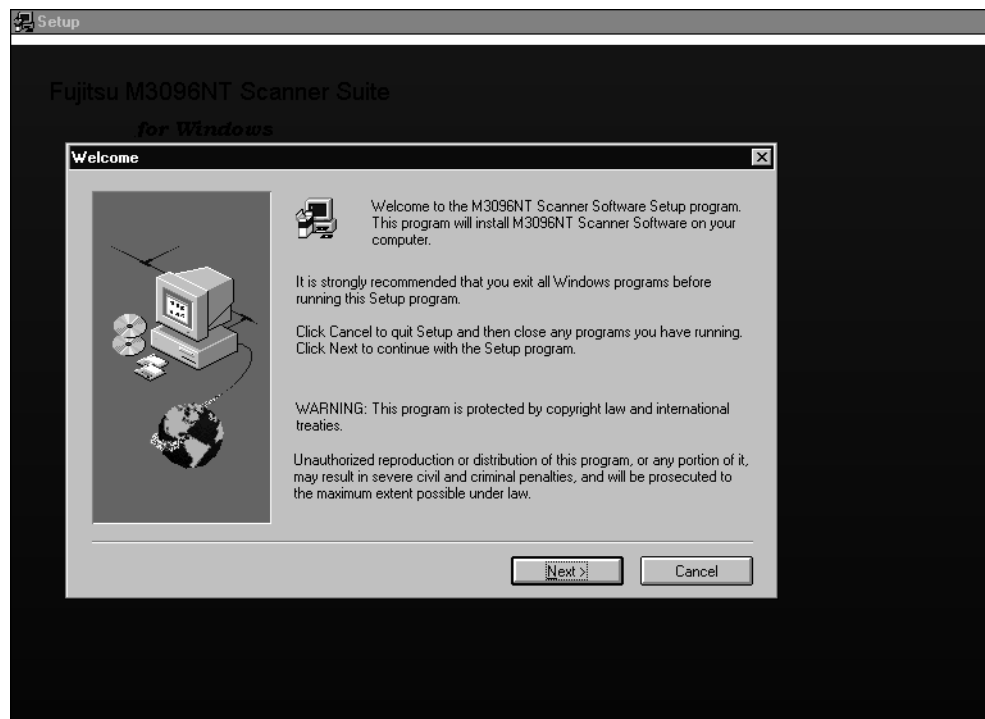 Setup
Fujitsu M3096NT Scanner Suite
for Windows
Welcome
Welcome to the M3096NT Scanner Software Setup program.
This program will install M3096NT Scanner Software on your
computer.
It is strongly recommended that you exit all Windows programs before
running this Setup program.
Click Cancel to quit Setup and then close any programs you have running.
Click Next to continue with the Setup program.
WARNING: This program is protected by copyright law and international
treaties.
Unauthorized reproduction or distribution of this program, or any portion of it,
may result in severe civil and criminal penalties, and will be prosecuted to
the maximum extent possible under law.
Next >
Cancel